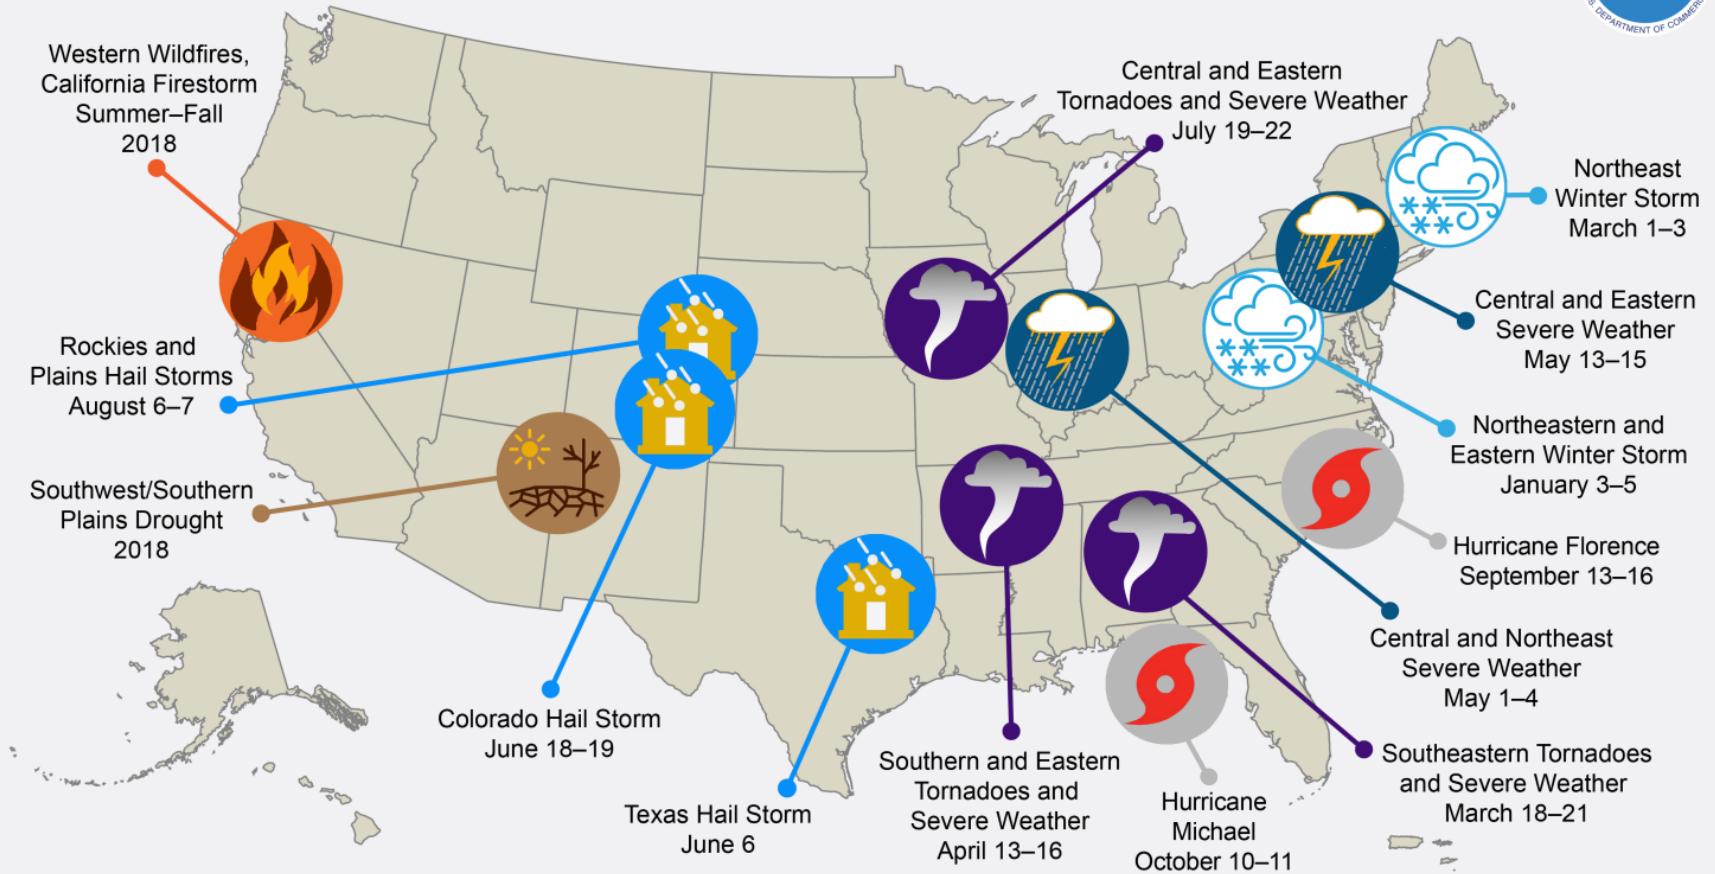 S. DEPARTMENT OF COMMERC
Western Wildfires,
California Firestorm
Summer–Fall
2018
Central and Eastern
Tornadoes and Severe Weather
July 19–22
Northeast
Winter Storm
March 1–3
Central and Eastern
Severe Weather
May 13–15
Rockies and
Plains Hail Storms
August 6–7
Northeastern and
Eastern Winter Storm
January 3–5
Southwest/Southern
Plains Drought
2018
Hurricane Florence
September 13–16
Central and Northeast
Severe Weather
May 1–4
Colorado Hail Storm
June 18–19
Southeastern Tornadoes
and Severe Weather
March 18–21
Southern and Eastern
Tornadoes and
Severe Weather
April 13–16
Texas Hail Storm
June 6
Hurricane
Michael
October 10–11